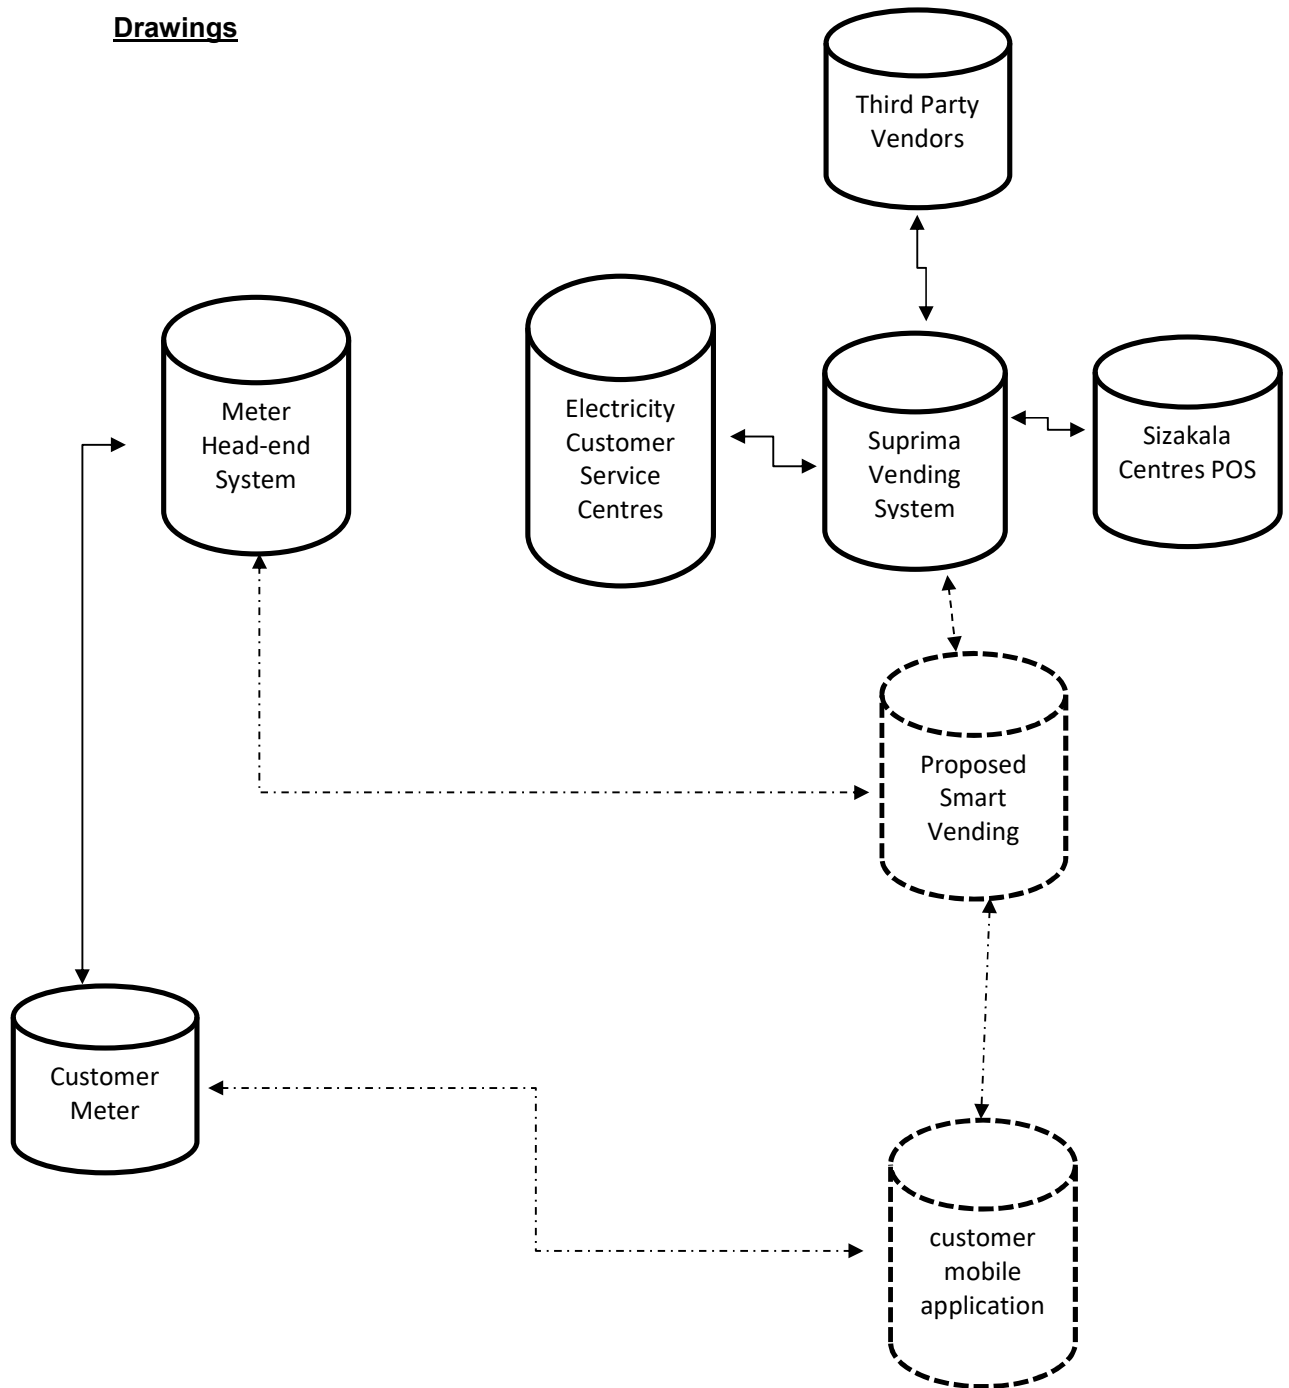 Drawings
Third Party
Vendors
Meter
Head-end
System
Electricity
Customer
Service
Centres
Suprima
Vending
System
Sizakala
Centres POS
Proposed
Smart
Vending
Customer
Meter
customer
mobile
application